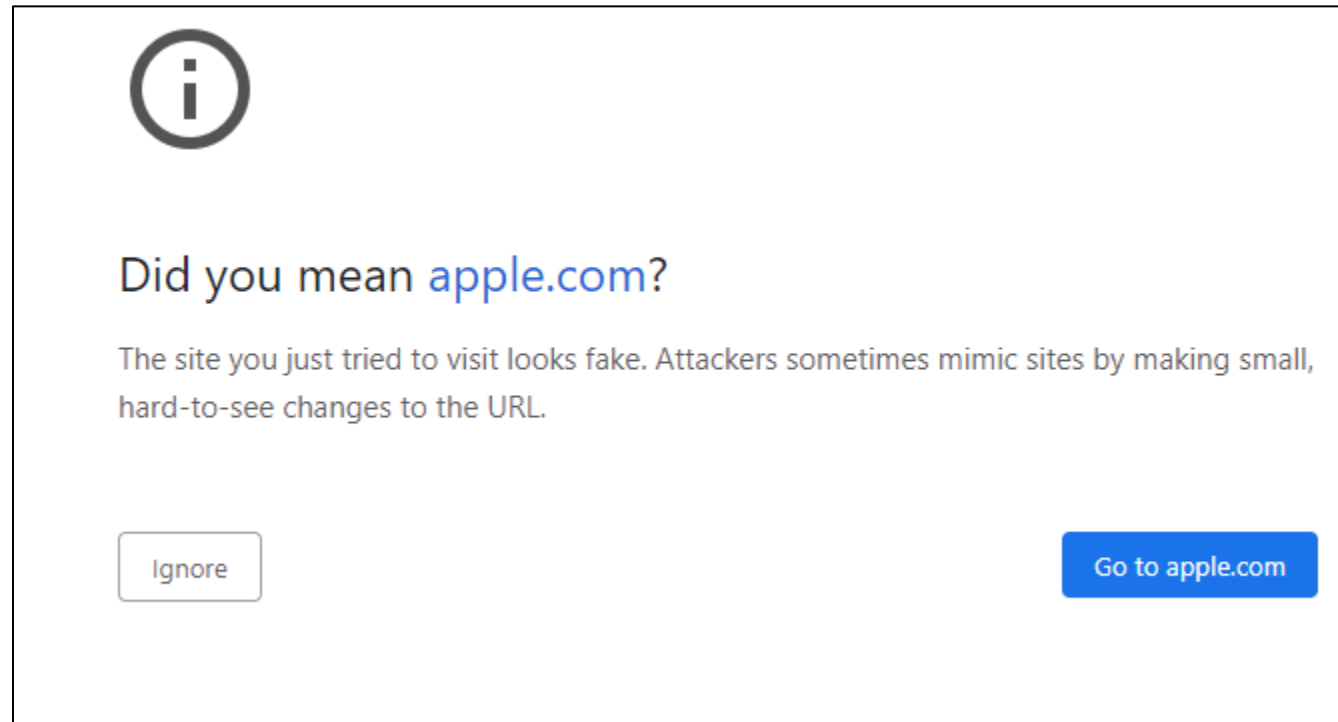 Did you mean apple.com?
The site you just tried to visit looks fake. Attackers sometimes mimic sites by making small,
hard-to-see changes to the URL.
Ignore
Go to apple.com